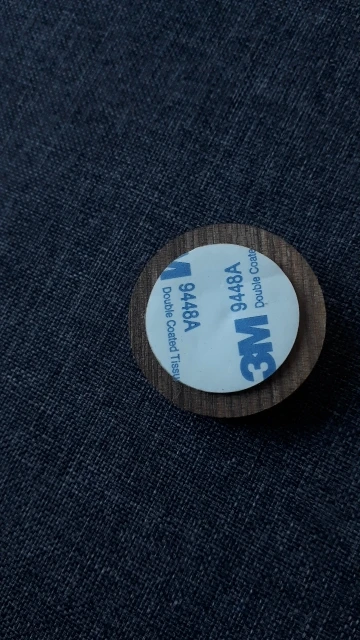 M
9448A
Double Coated Tissu
3M
9448A
Double Coate